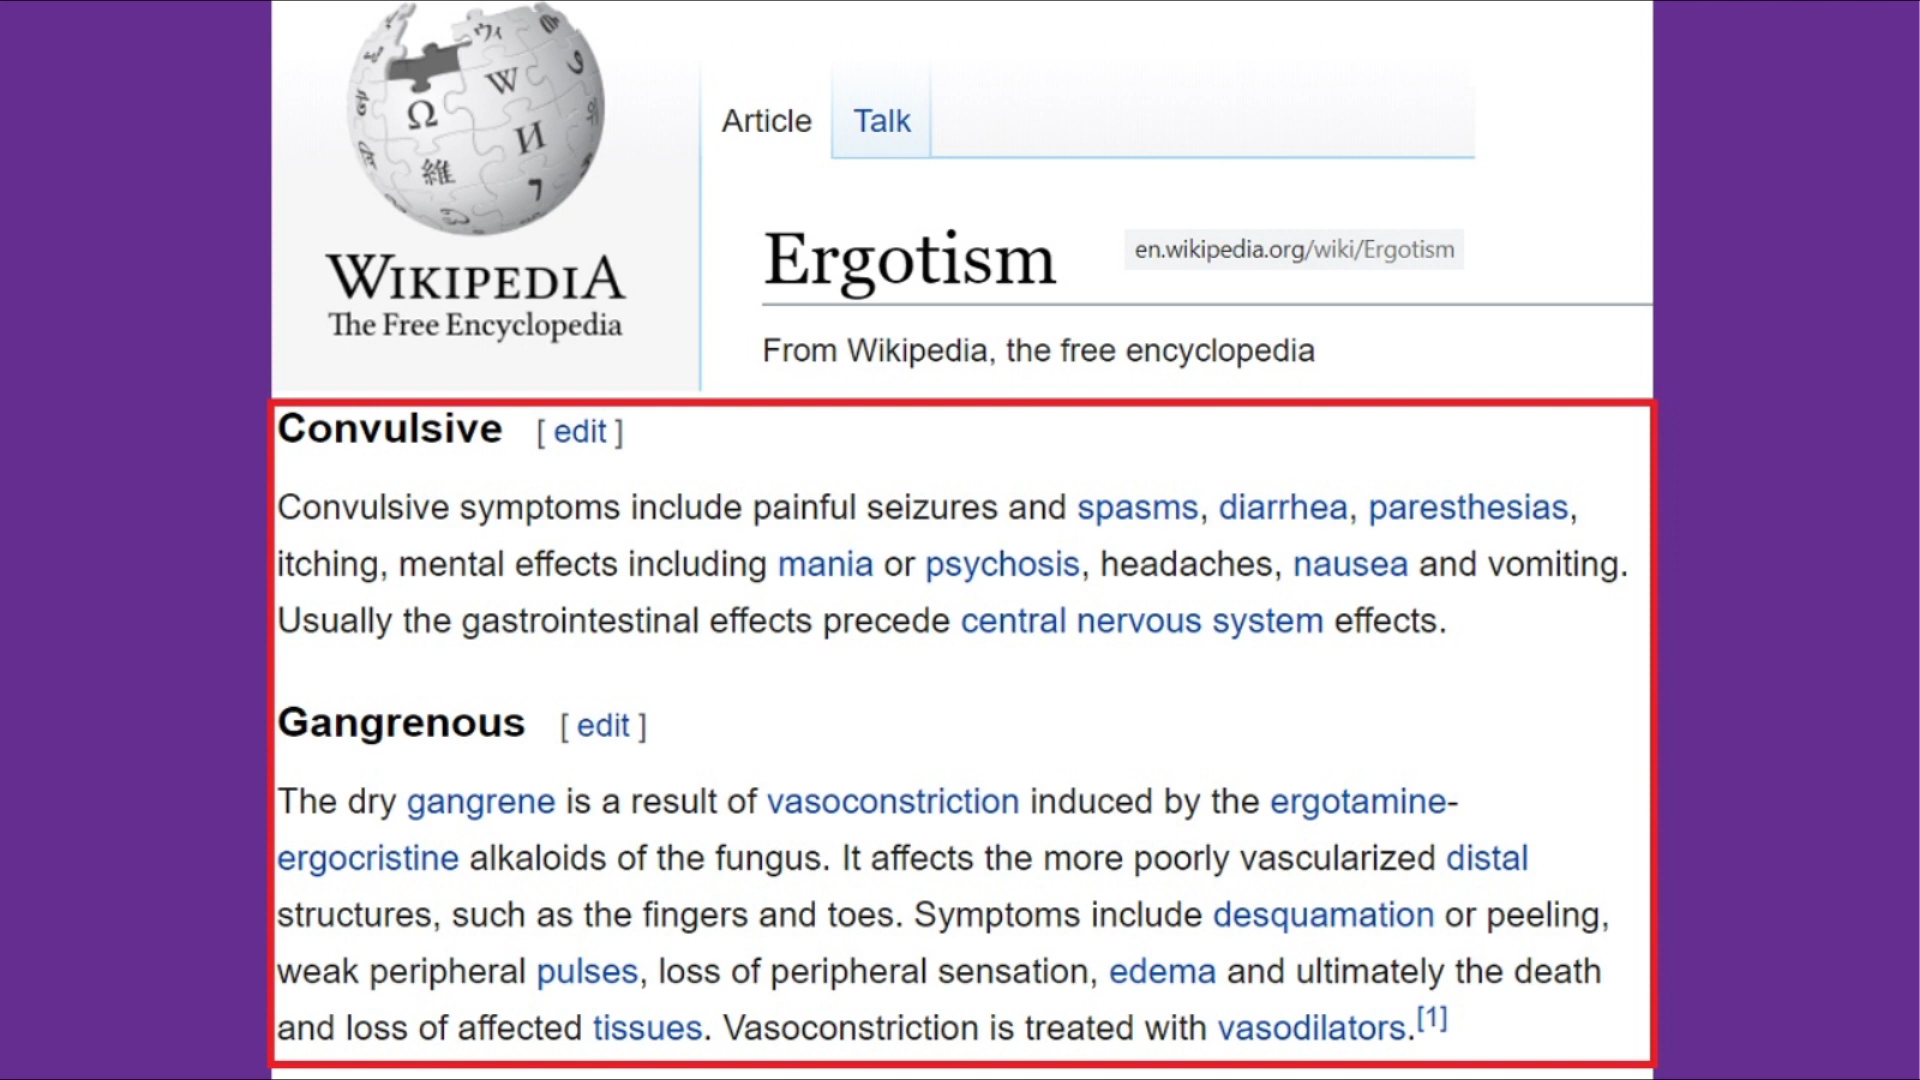 Ω W И 維 ウィ י
WIKIPEDIA
The Free Encyclopedia
Article Talk
Ergotism
en.wikipedia.org/wiki/Ergotism
From Wikipedia, the free encyclopedia
Convulsive [ edit ]
Convulsive symptoms include painful seizures and spasms, diarrhea, paresthesias,
itching, mental effects including mania or psychosis, headaches, nausea and vomiting.
Usually the gastrointestinal effects precede central nervous system effects.
Gangrenous [ edit ]
The dry gangrene is a result of vasoconstriction induced by the ergotamine-
ergocristine alkaloids of the fungus. It affects the more poorly vascularized distal
structures, such as the fingers and toes. Symptoms include desquamation or peeling,
weak peripheral pulses, loss of peripheral sensation, edema and ultimately the death
and loss of affected tissues. Vasoconstriction is treated with vasodilators.[1]